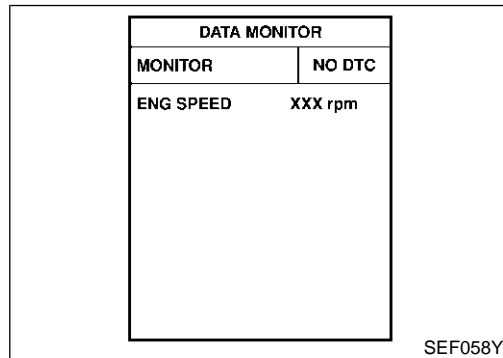 DATA MONITOR
MONITOR NO DTC
ENG SPEED XXX rpm
SEF058Y